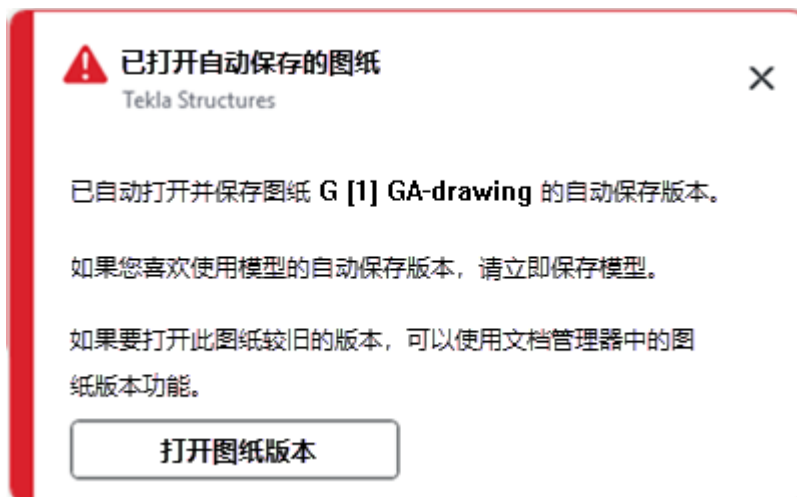 已打开自动保存的图纸
Tekla Structures
已自动打开并保存图纸 G [1] GA-drawing 的自动保存版本。
如果您喜欢使用模型的自动保存版本，请立即保存模型。
如果要打开此图纸较旧的版本，可以使用文档管理器中的图
纸版本功能。
打开图纸版本